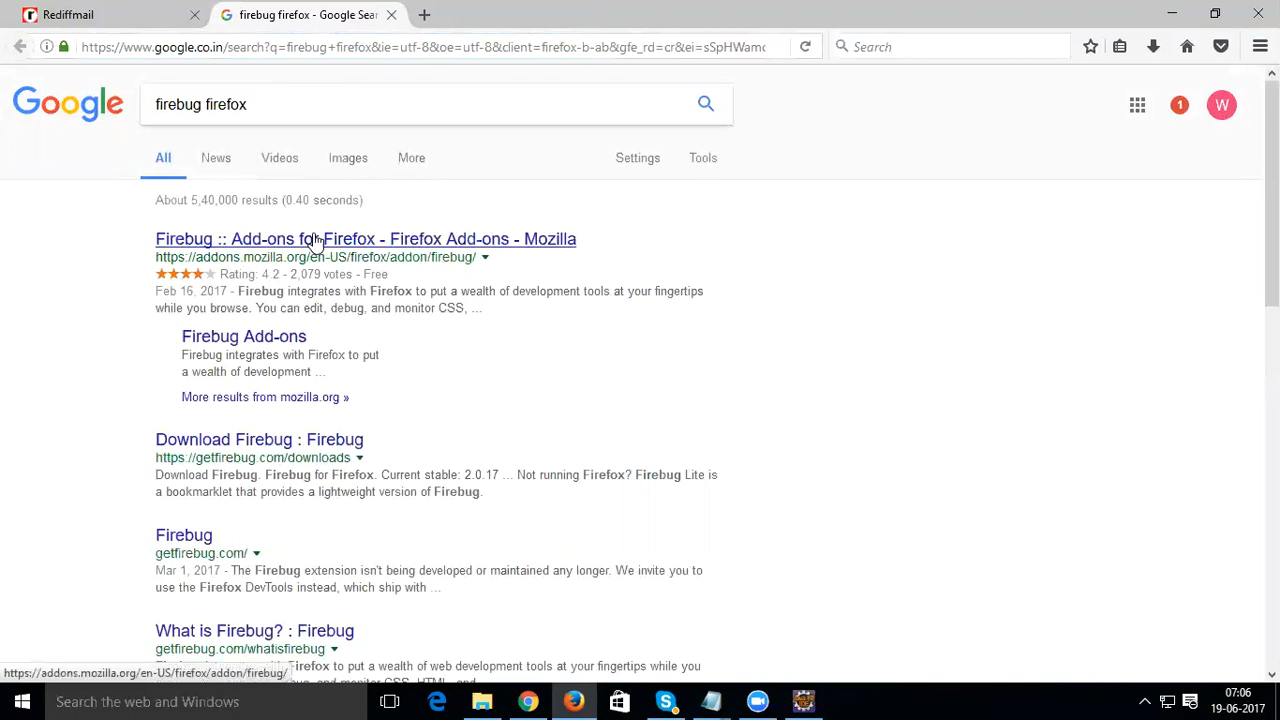 Rediffmail
firebug firefox - Google Sear
https://www.google.co.in/search?q=firebug+firefox&ie=utf-8&oe=utf-8&client=firefox-b-ab&gfe_rd=cr&ei=sSpHWamc
Search
Google
firebug firefox
1
W
All
News
Videos
Images
More
Settings
Tools
About 5,40,000 results (0.40 seconds)
Firebug :: Add-ons for Firefox - Firefox Add-ons - Mozilla
https://addons.mozilla.org/en-US/firefox/addon/firebug/
Rating: 4.2 - 2,079 votes - Free
Feb 16, 2017 - Firebug integrates with Firefox to put a wealth of development tools at your fingertips
while you browse. You can edit, debug, and monitor CSS, ...
Firebug Add-ons
Firebug integrates with Firefox to put
a wealth of development ...
More results from mozilla.org »
Download Firebug : Firebug
https://getfirebug.com/downloads
Download Firebug. Firebug for Firefox. Current stable: 2.0.17 ... Not running Firefox? Firebug Lite is
a bookmarklet that provides a lightweight version of Firebug.
Firebug
getfirebug.com/
Mar 1, 2017 - The Firebug extension isn't being developed or maintained any longer. We invite you to
use the Firefox DevTools instead, which ship with ...
What is Firebug? : Firebug
getfirebug.com/whatisfirebug
Firefox to put a wealth of web development tools at your fingertips while you
https://addons.mozilla.org/en-US/firefox/addon/firebug/
Search the web and Windows
07:06
19-06-2017